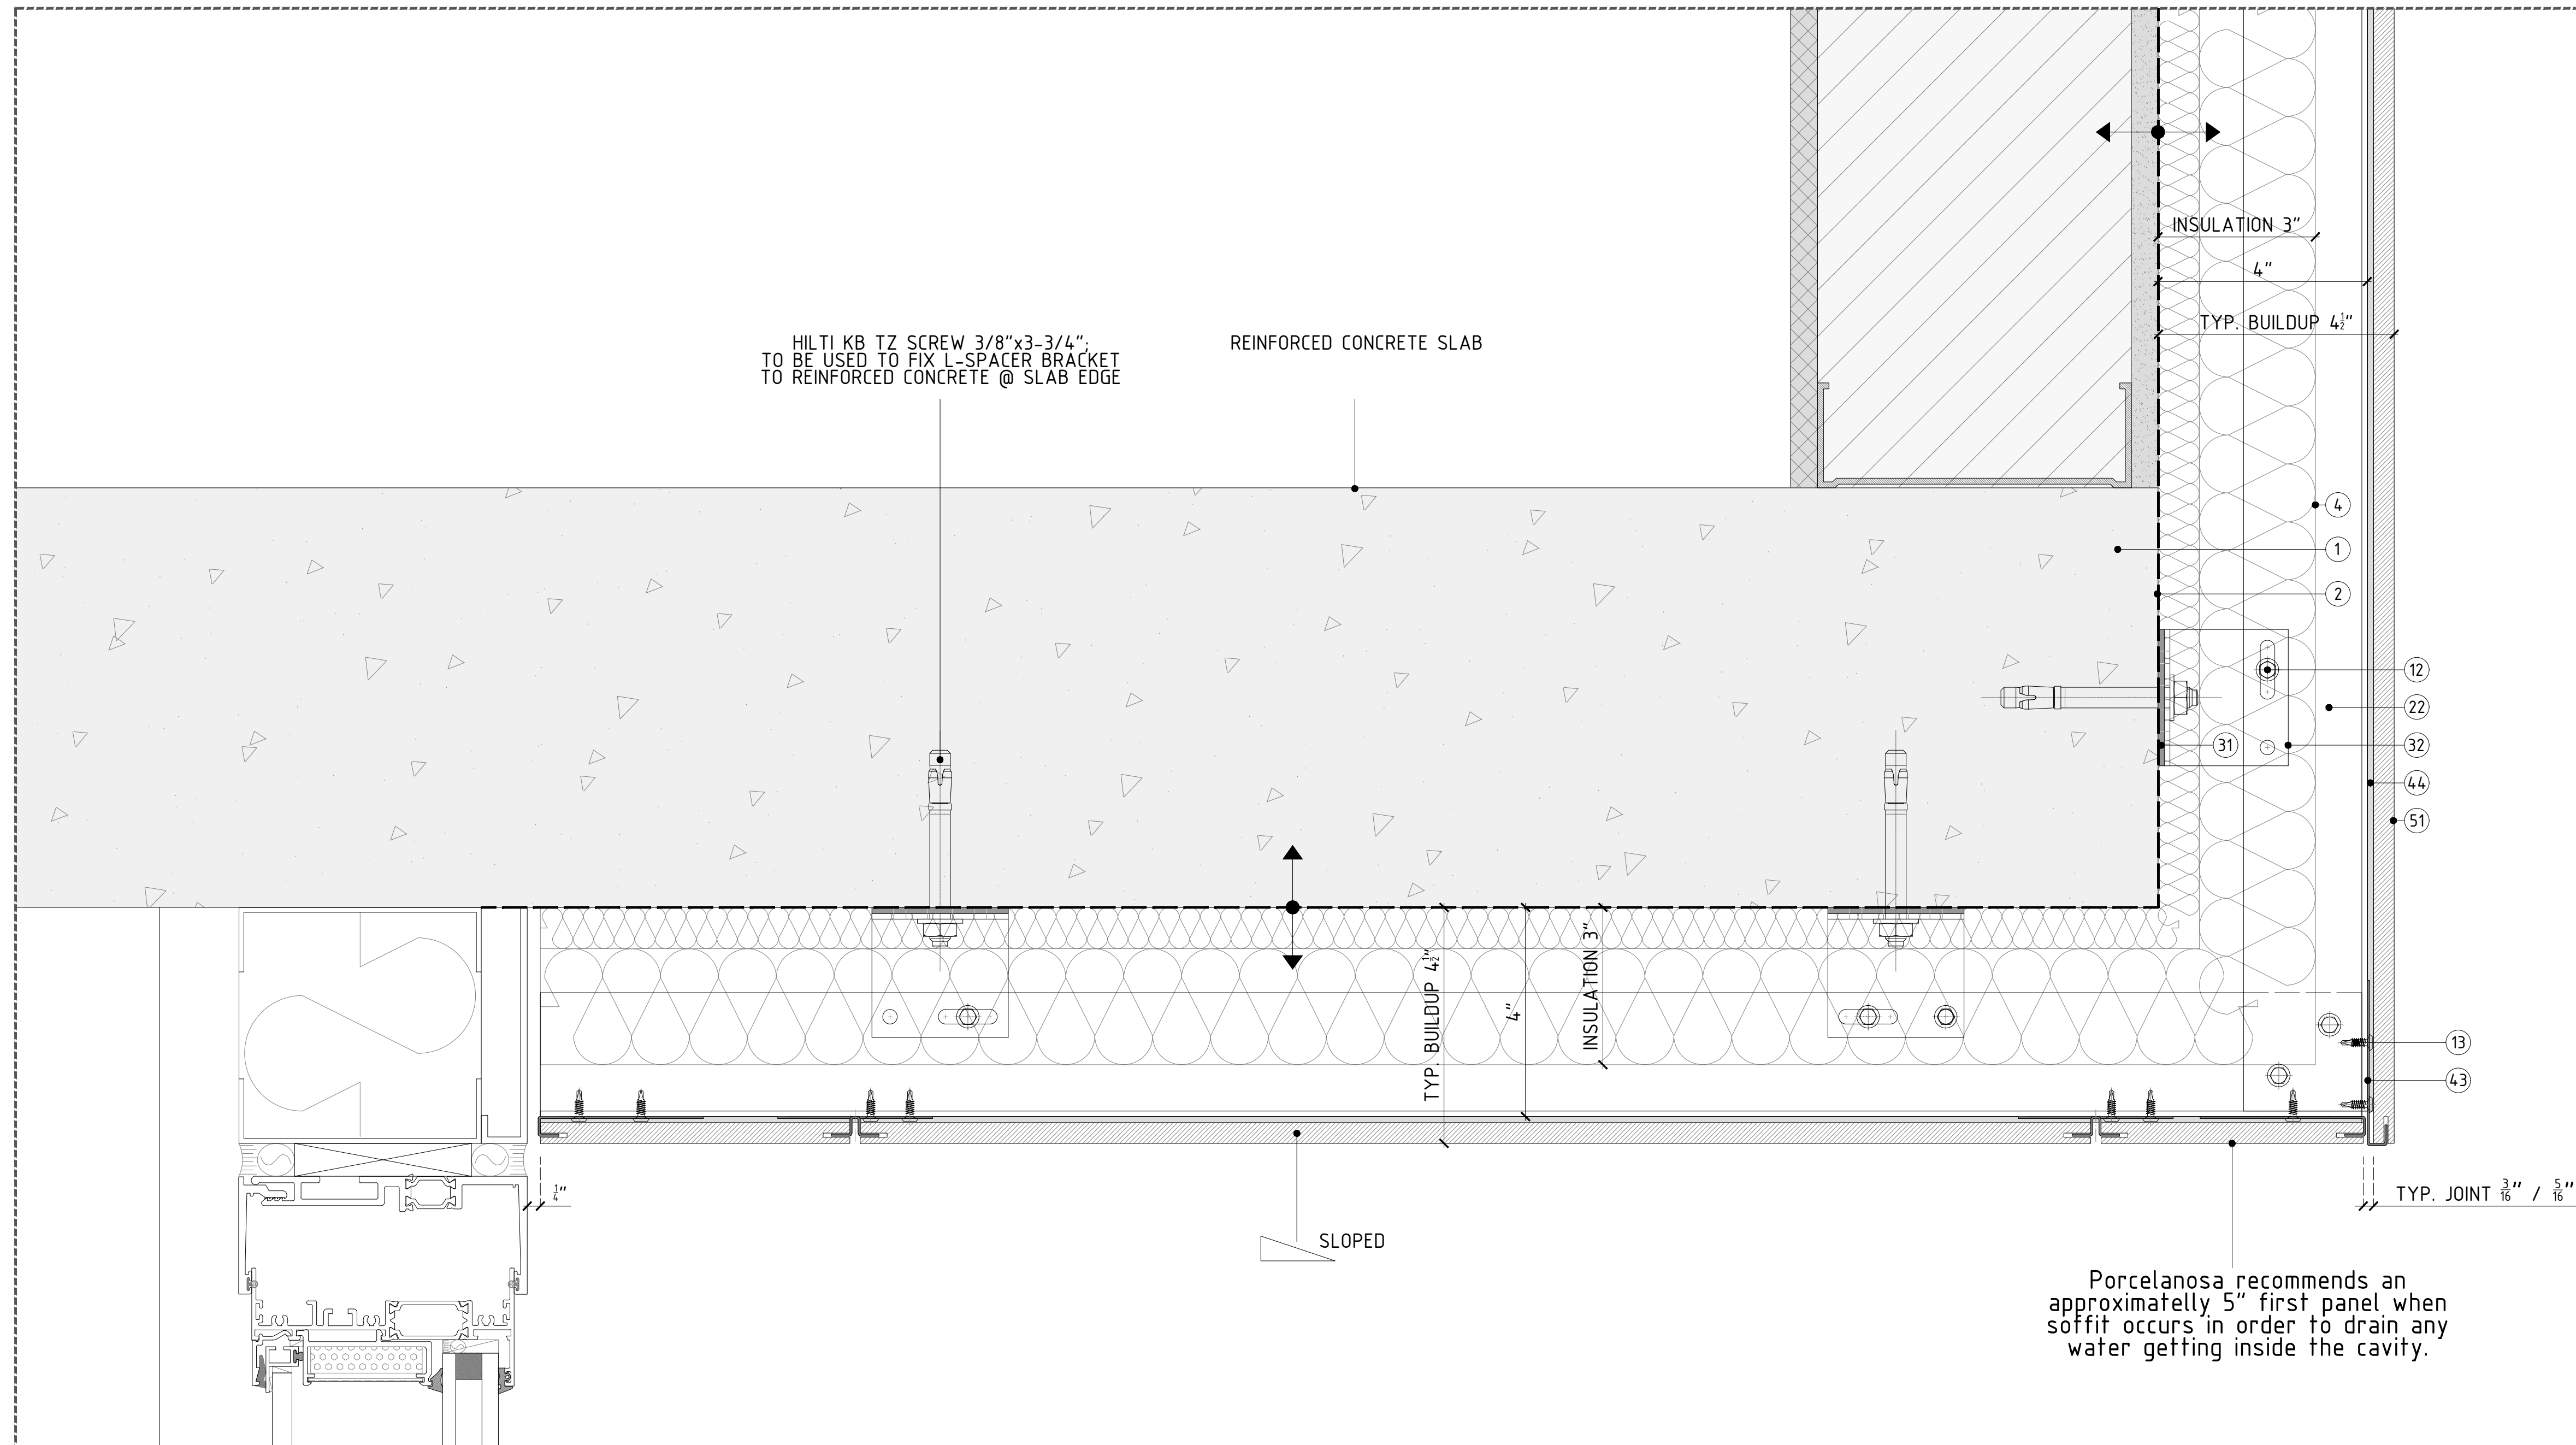 INSULATION 3"
4"
TYP. BUILDUP 4 1/2"
HILTI KB TZ SCREW 3/8"x3-3/4";
TO BE USED TO FIX L-SPACER BRACKET
TO REINFORCED CONCRETE @ SLAB EDGE
REINFORCED CONCRETE SLAB
4
1
2
12
22
31
32
44
51
TYP. BUILDUP 4 1/2"
4"
INSULATION 3"
13
43
1/4"
TYP. JOINT 3/16" / 5/16"
SLOPED
Porcelanosa recommends an
approximatelly 5" first panel when
soffit occurs in order to drain any
water getting inside the cavity.